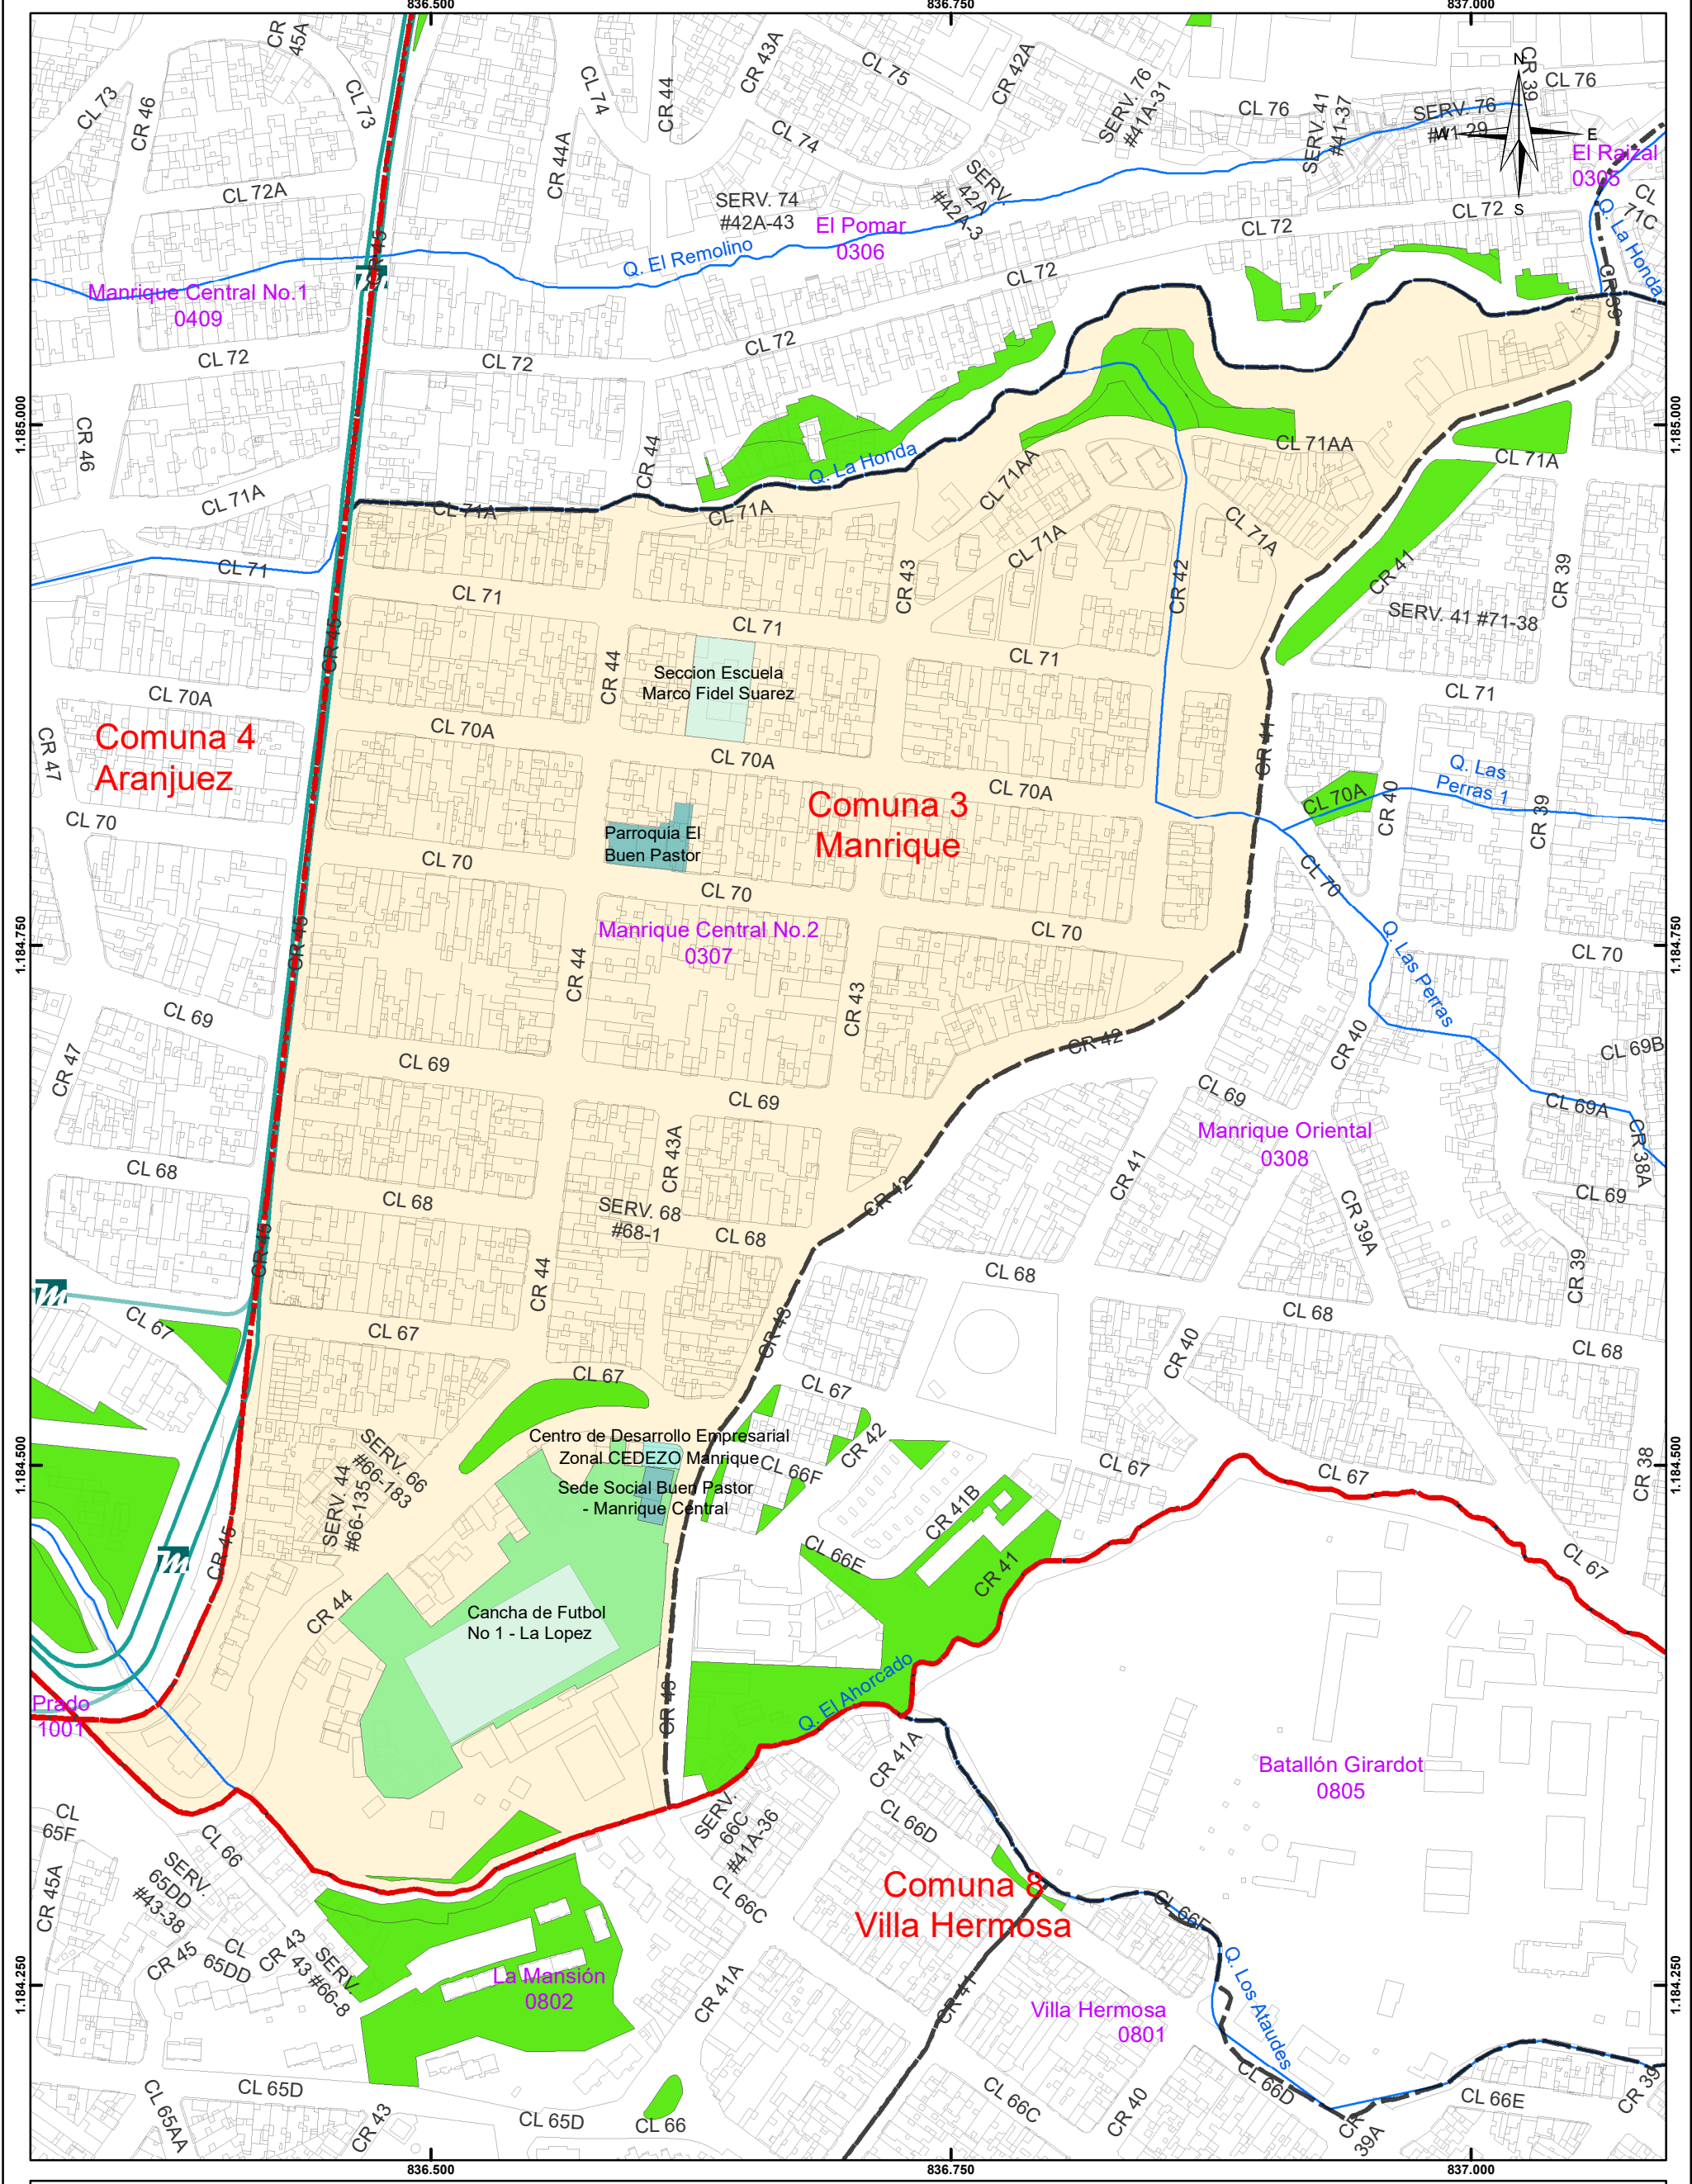 836.500
836.750
837.000
CR 45A
CL 73
CR 46
CL 73
CL 74
CR 44
CR 43A
CL 75
CR 42A
SERV. 76
#41A-31
CL 76
SERV. 41
#41-37
SERV. 76
#41-29
CR 39
CL 76
N
W
E
S
El Raizal
0305
CL 71C
CL 72A
CR 44A
CL 74
SERV. 74
#42A-43
SERV.
42A
#42A-3
El Pomar
0306
CL 72
CL 72
Q. La Honda
Q. El Remolino
CL 72
CR 45
CR 39
Manrique Central No.1
0409
CL 72
CL 72
CL 72
1.185.000
1.185.000
CR 46
CR 44
Q. La Honda
CL 71AA
CL 71AA
CL 71A
CL 71A
CL 71A
CL 71A
CL 71A
CL 71A
CL 71
CR 43
CR 42
CR 41
CR 39
CL 71
CL 71
SERV. 41 #71-38
CR 45
CR 44
CL 71
Seccion Escuela
Marco Fidel Suarez
CL 70A
CL 71
CR 47
Comuna 4
Aranjuez
CL 70A
CL 70A
CR 41
Q. Las
Perras 1
CL 70A
CL 70A
CR 40
CR 39
Comuna 3
Manrique
CL 70
Parroquia El
Buen Pastor
CL 70
CL 70
CL 70
Manrique Central No.2
0307
CL 70
CR 45
CR 44
Q. Las Perras
CL 70
1.184.750
1.184.750
CL 69
CR 43
CR 42
CR 40
CL 69B
CR 47
CL 69
CL 69
CL 69
CL 69A
Manrique Oriental
0308
CR 38A
CL 68
CR 43A
CR 41
CR 42
CL 68
SERV. 68
#68-1
CL 68
CR 39A
CL 69
CR 45
CR 44
CL 68
CR 39
CL 67
CL 67
CR 43
CL 68
CR 40
CL 68
CL 67
CL 67
Centro de Desarrollo Empresarial
Zonal CEDEZO Manrique
CR 42
SERV. 66
#66-183
CL 66F
CL 67
CL 67
CR 38
1.184.500
1.184.500
Sede Social Buen Pastor
- Manrique Central
SERV. 44
#66-135
CR 41B
CR 45
CL 66E
CR 41
CL 67
CR 44
Cancha de Futbol
No 1 - La Lopez
Q. El Ahorcado
CR 43
Prado
1001
CR 41A
Batallón Girardot
0805
CL
65F
CL 66
SERV.
66C
#41A-36
CL 66D
SERV.
65DD
#43-38
CR 45A
CL 66C
Comuna 8
Villa Hermosa
CL 66F
CR 45
CL
65DD
CR 43
SERV.
43 #66-8
La Mansión
0802
CR 41A
CR 41
Villa Hermosa
0801
Q. Los Ataudes
1.184.250
1.184.250
CL 65D
CL 65AA
CR 43
CL 65D
CL 66
CL 66C
CR 40
CL 66D
CR
39A
CL 66E
CR 39
836.500
836.750
837.000